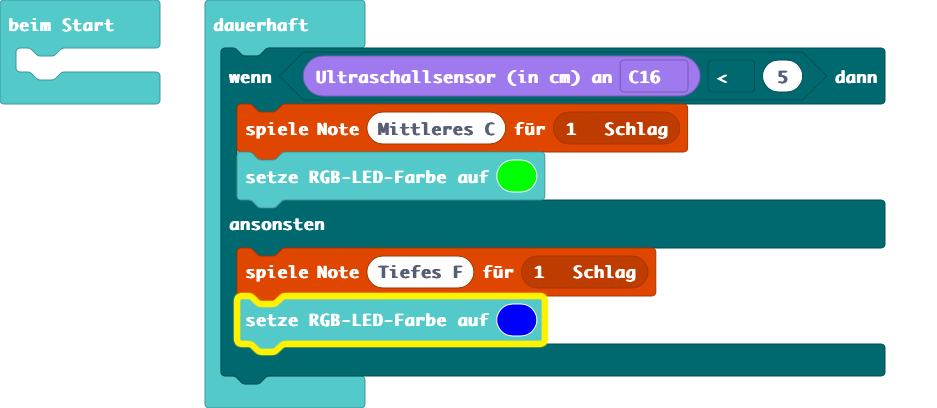 beim Start
dauerhaft
wenn Ultraschallsensor (in cm) an C16 < 5 dann
spiele Note Mittleres C für 1 Schlag
setze RGB-LED-Farbe auf
ansonsten
spiele Note Tiefes F für 1 Schlag
setze RGB-LED-Farbe auf